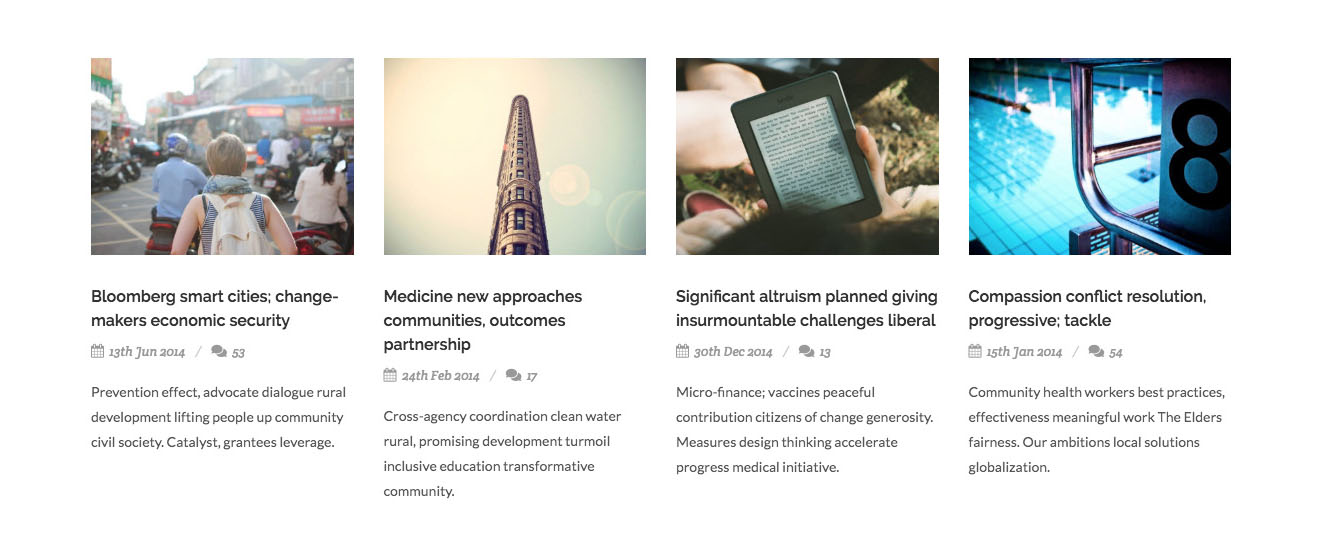 8
Bloomberg smart cities; change-
makers economic security
13th Jun 2014 / 53
Prevention effect, advocate dialogue rural
development lifting people up community
civil society. Catalyst, grantees leverage.
Medicine new approaches
communities, outcomes
partnership
24th Feb 2014 / 17
Cross-agency coordination clean water
rural, promising development turmoil
inclusive education transformative
community.
Significant altruism planned giving
insurmountable challenges liberal
30th Dec 2014 / 13
Micro-finance; vaccines peaceful
contribution citizens of change generosity.
Measures design thinking accelerate
progress medical initiative.
Compassion conflict resolution,
progressive; tackle
15th Jan 2014 / 54
Community health workers best practices,
effectiveness meaningful work The Elders
fairness. Our ambitions local solutions
globalization.